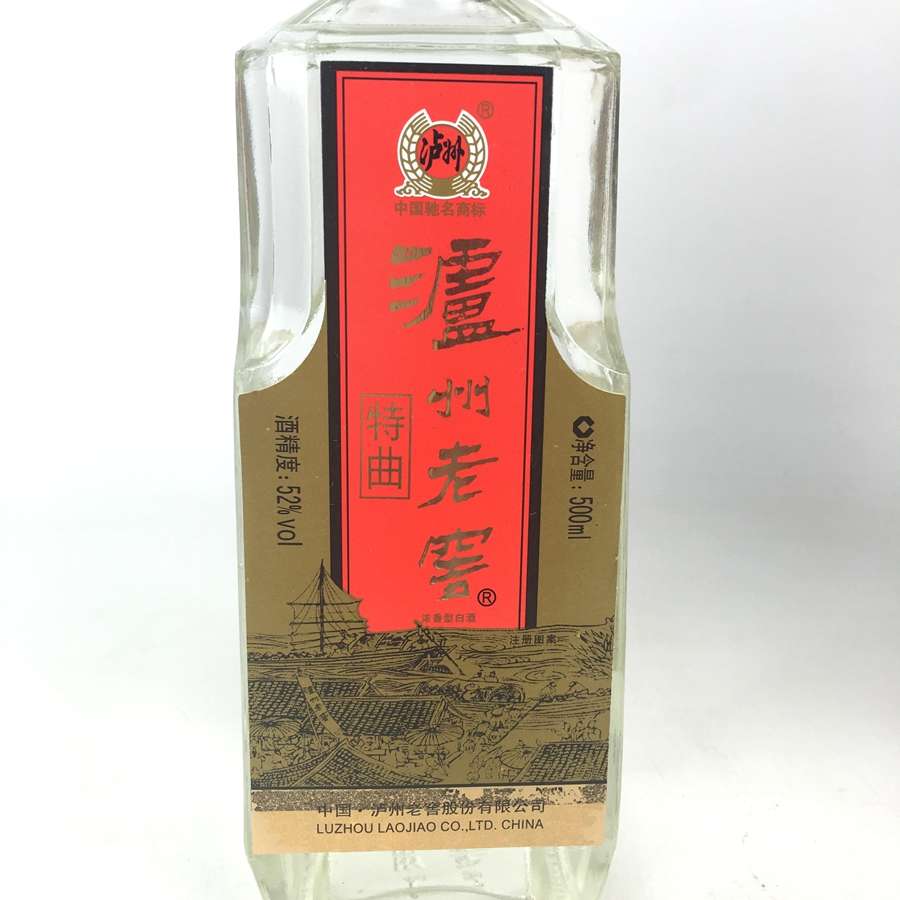 泸州
®
中国驰名商标
瀘州老窖®
特曲
酒精度:52%vol
净含量:500ml
浓香型白酒
注册图案
中国·泸州老窖股份有限公司
LUZHOU LAOJIAO CO.,LTD. CHINA